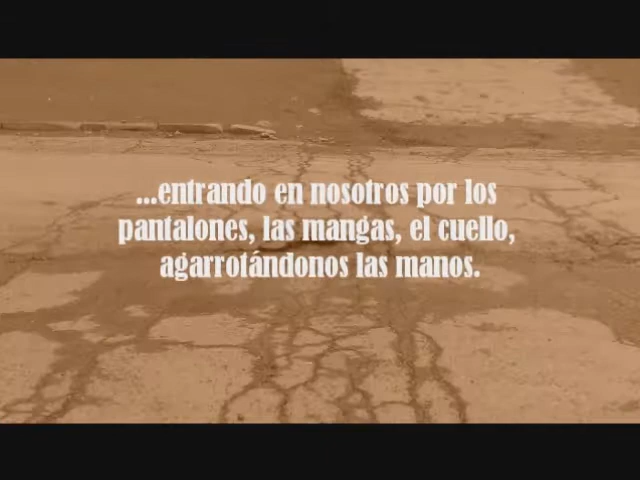 ...entrando en nosotros por los
pantalones, las mangas, el cuello,
agarrotándonos las manos.